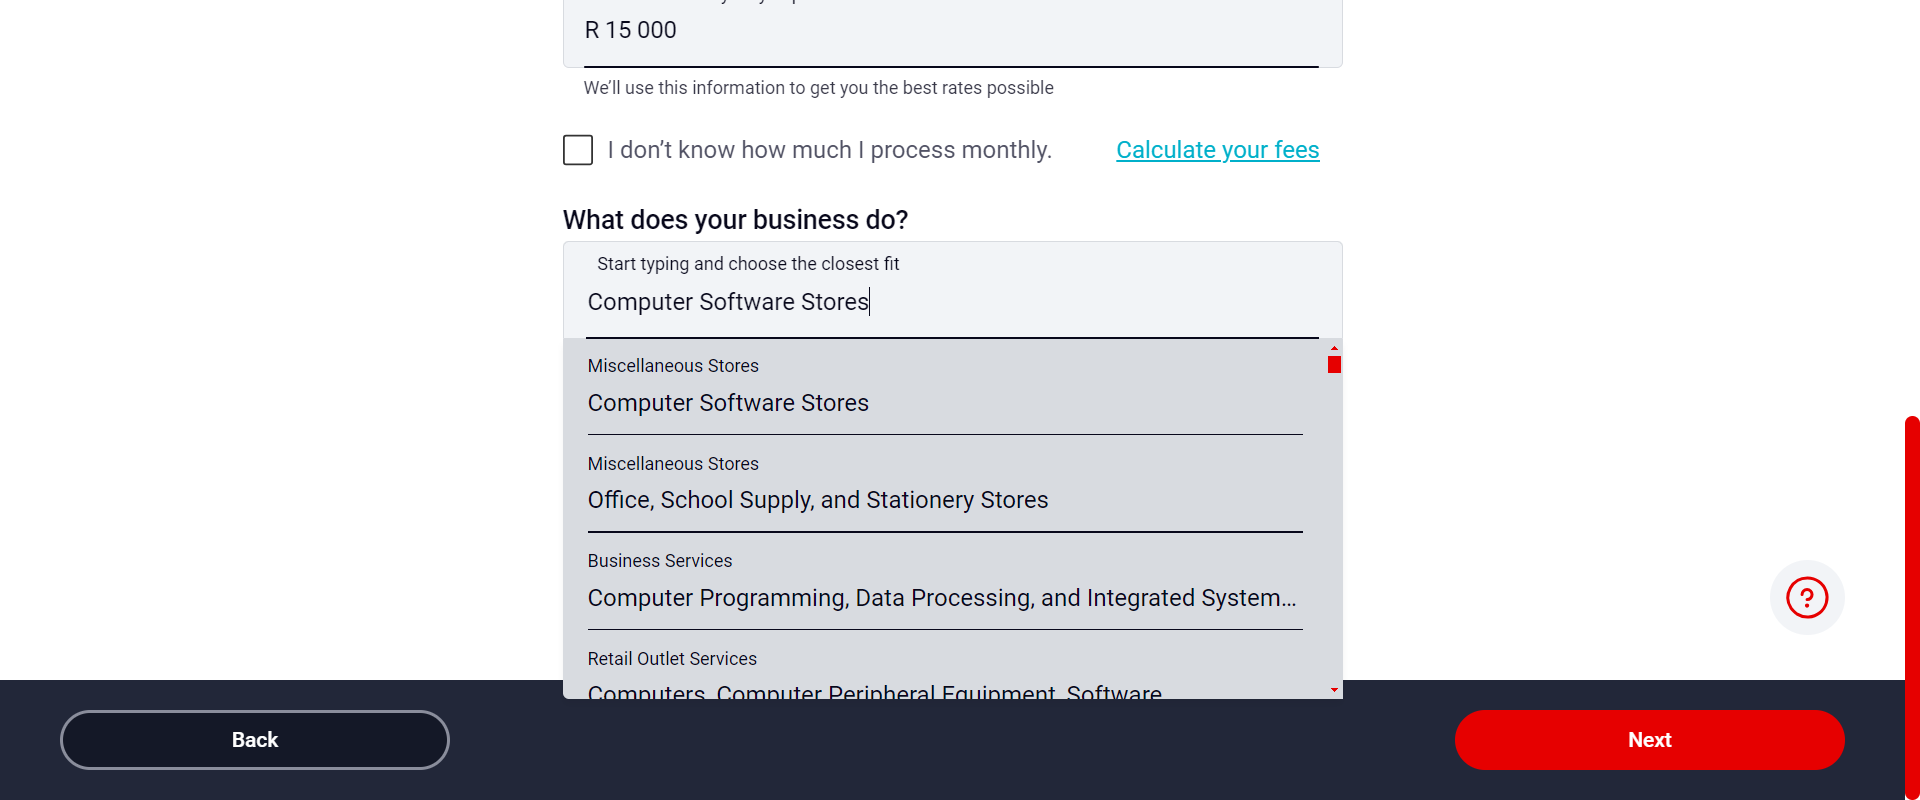 R 15 000
We’ll use this information to get you the best rates possible
I don’t know how much I process monthly.
Calculate your fees
What does your business do?
Start typing and choose the closest fit
Computer Software Stores
Miscellaneous Stores
Computer Software Stores
Miscellaneous Stores
Office, School Supply, and Stationery Stores
Business Services
Computer Programming, Data Processing, and Integrated System...
Retail Outlet Services
Computers, Computer Peripheral Equipment, Software
Back
Next